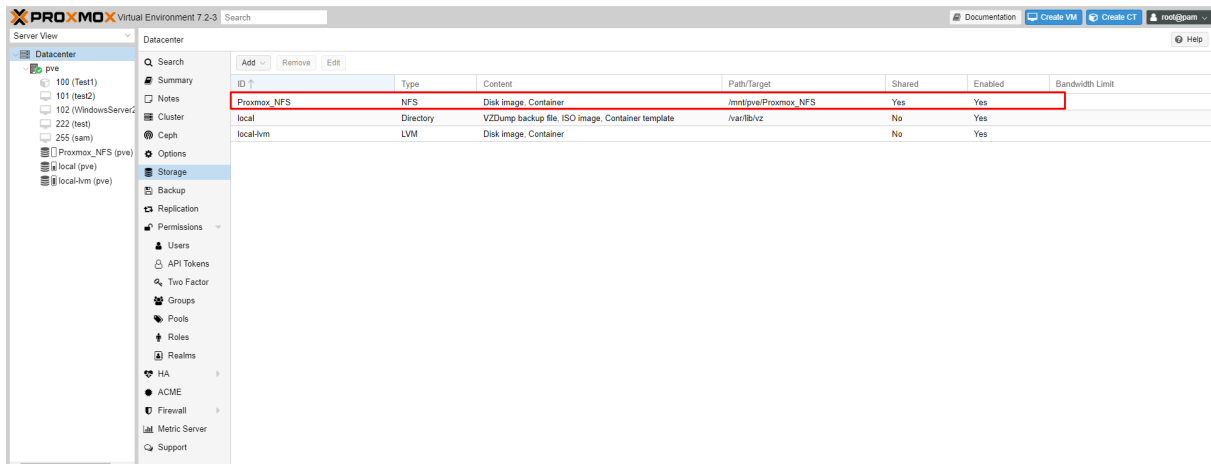 PROXMOX Virtual Environment 7.2-3 Search Documentation Create VM Create CT root@pam
Server View
Datacenter
pve
100 (Test1)
101 (test2)
102 (WindowsServer2
222 (test)
255 (sam)
Proxmox_NFS (pve)
local (pve)
local-lvm (pve)
Datacenter Help
Search
Summary
Notes
Cluster
Ceph
Options
Storage
Backup
Replication
Permissions
Users
API Tokens
Two Factor
Groups
Pools
Roles
Realms
HA
ACME
Firewall
Metric Server
Support
Add Remove Edit
ID Type Content Path/Target Shared Enabled Bandwidth Limit
Proxmox_NFS NFS Disk image, Container /mnt/pve/Proxmox_NFS Yes Yes
local Directory VZDump backup file, ISO image, Container template /var/lib/vz No Yes
local-lvm LVM Disk image, Container No Yes